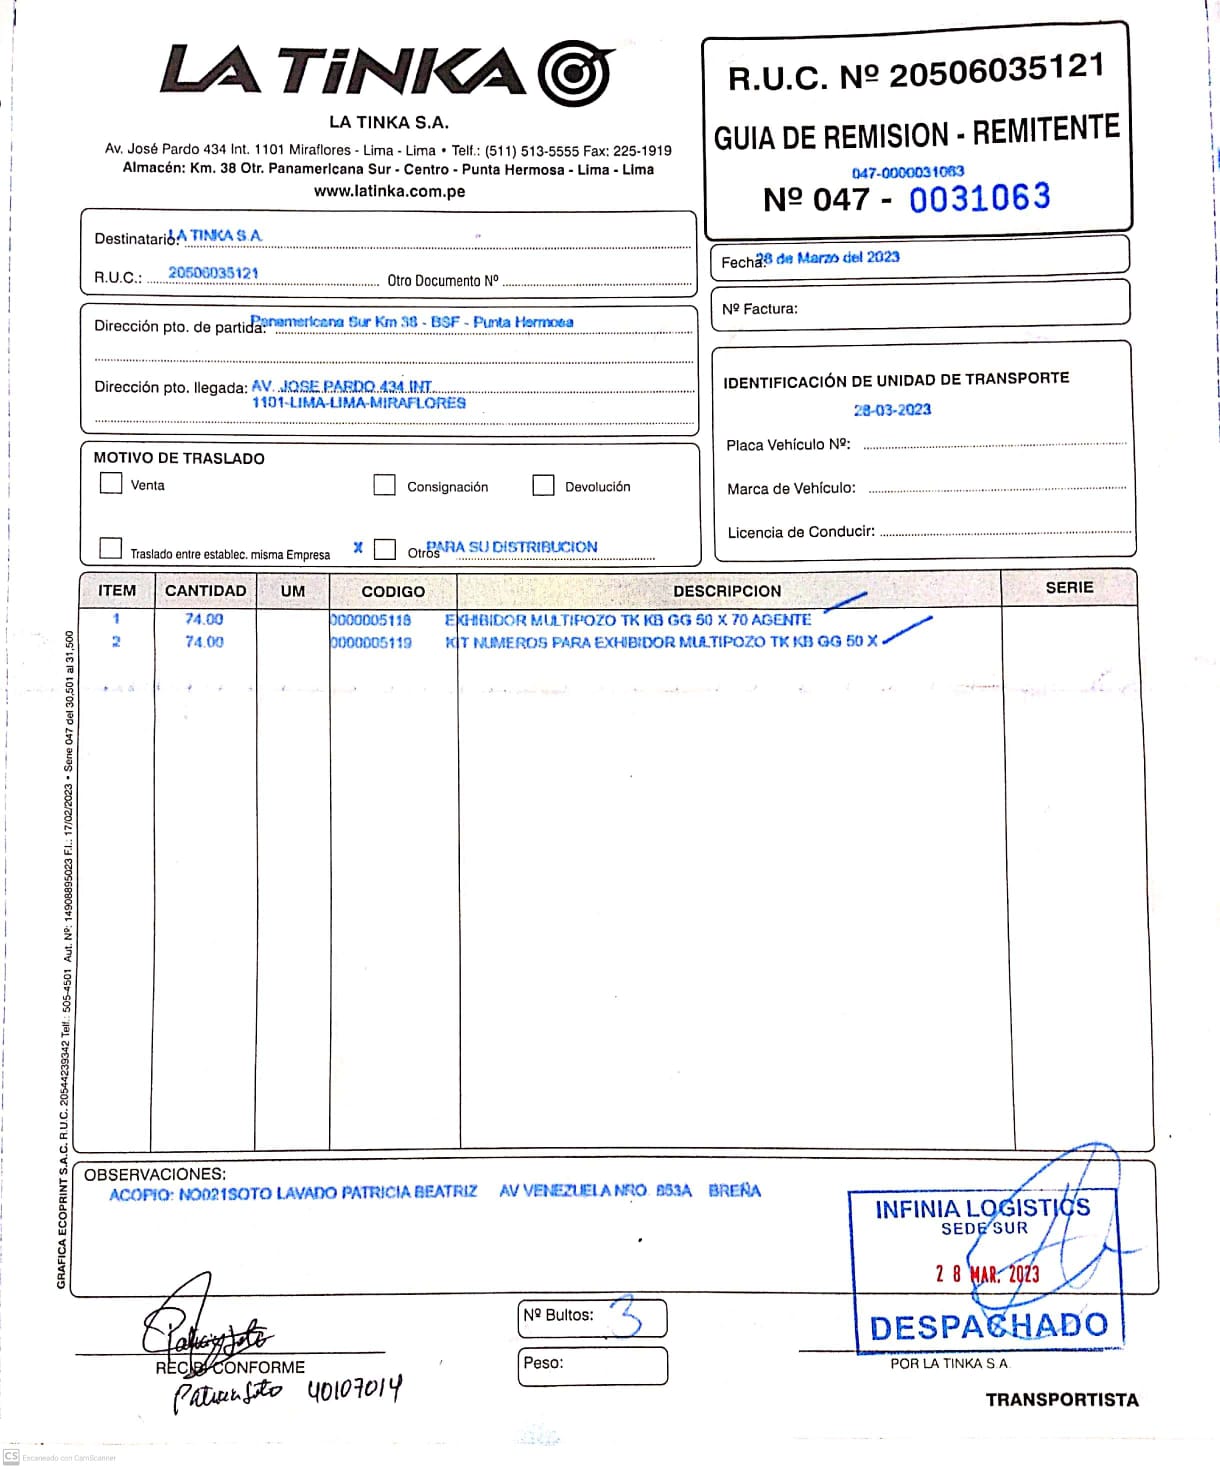 LA TiNKA
LA TINKA S.A.
Av. José Pardo 434 Int. 1101 Miraflores - Lima - Lima • Telf.: (511) 513-5555 Fax: 225-1919
Almacén: Km. 38 Otr. Panamericana Sur - Centro - Punta Hermosa - Lima - Lima
www.latinka.com.pe
R.U.C. Nº 20506035121
GUIA DE REMISION - REMITENTE
047-0000031063
Nº 047 - 0031063
Destinatario: LA TINKA S.A.
R.U.C.: 20506035121 Otro Documento Nº
Fecha: 28 de Marzo del 2023
Nº Factura:
Dirección pto. de partida: Panamericana Sur Km 38 - BSF - Punta Hermosa
Dirección pto. llegada: AV. JOSE PARDO 434 INT.
1101-LIMA-LIMA-MIRAFLORES
IDENTIFICACIÓN DE UNIDAD DE TRANSPORTE
28-03-2023
Placa Vehículo Nº:
Marca de Vehículo:
Licencia de Conducir:
MOTIVO DE TRASLADO
Venta Consignación Devolución
Traslado entre establec. misma Empresa X Otros PARA SU DISTRIBUCION
ITEM CANTIDAD UM CODIGO DESCRIPCION SERIE
1 74.00 0000005118 EXHIBIDOR MULTIPOZO TK KB GG 50 X 70 AGENTE
2 74.00 0000005119 KIT NUMEROS PARA EXHIBIDOR MULTIPOZO TK KB GG 50 X
GRAFICA ECOPRINT S.A.C. R.U.C. 20544239342 Telf.: 505-4501 Aut. Nº: 14908895023 F.I.: 17/02/2023 • Serie 047 del 30,501 al 31,500
OBSERVACIONES:
ACOPIO: NO021SOTO LAVADO PATRICIA BEATRIZ AV VENEZUELA NRO. 853A BREÑA
INFINIA LOGISTICS
SEDE SUR
28 MAR. 2023
DESPACHADO
Nº Bultos: 3
Peso:
RECIBI CONFORME
Patricia Soto 40107014
POR LA TINKA S.A.
TRANSPORTISTA
CS Escaneado con CamScanner